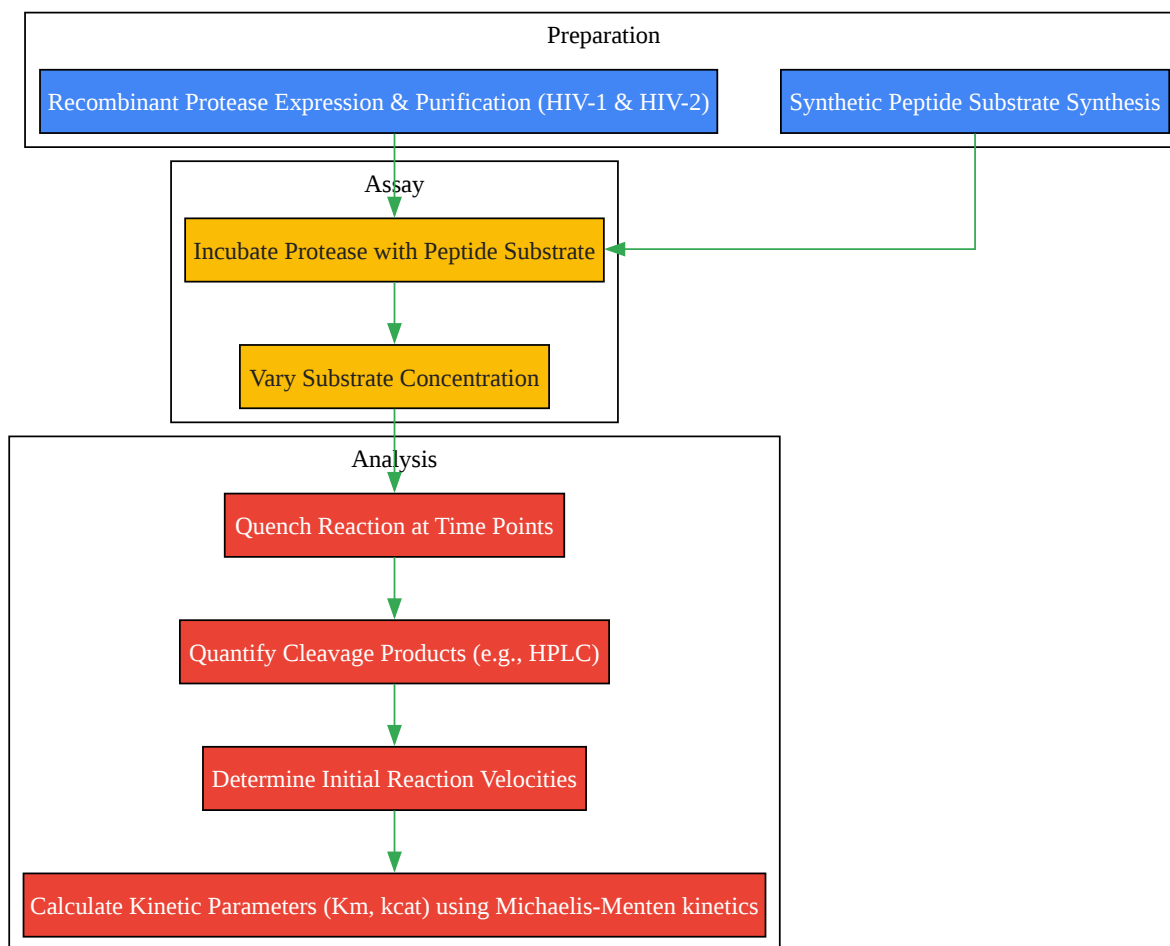 Preparation
Recombinant Protease Expression & Purification (HIV-1 & HIV-2)
Synthetic Peptide Substrate Synthesis
Assay
Incubate Protease with Peptide Substrate
Vary Substrate Concentration
Analysis
Quench Reaction at Time Points
Quantify Cleavage Products (e.g., HPLC)
Determine Initial Reaction Velocities
Calculate Kinetic Parameters (Km, kcat) using Michaelis-Menten kinetics